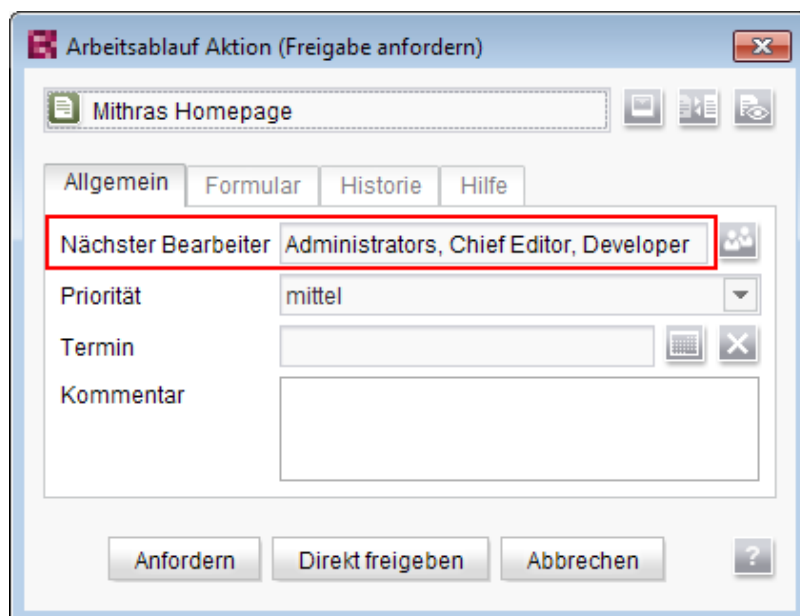 Arbeitsablauf Aktion (Freigabe anfordern)
Mithras Homepage
Allgemein Formular Historie Hilfe
Nächster Bearbeiter Administrators, Chief Editor, Developer
Priorität mittel
Termin
Kommentar
Anfordern Direkt freigeben Abbrechen ?